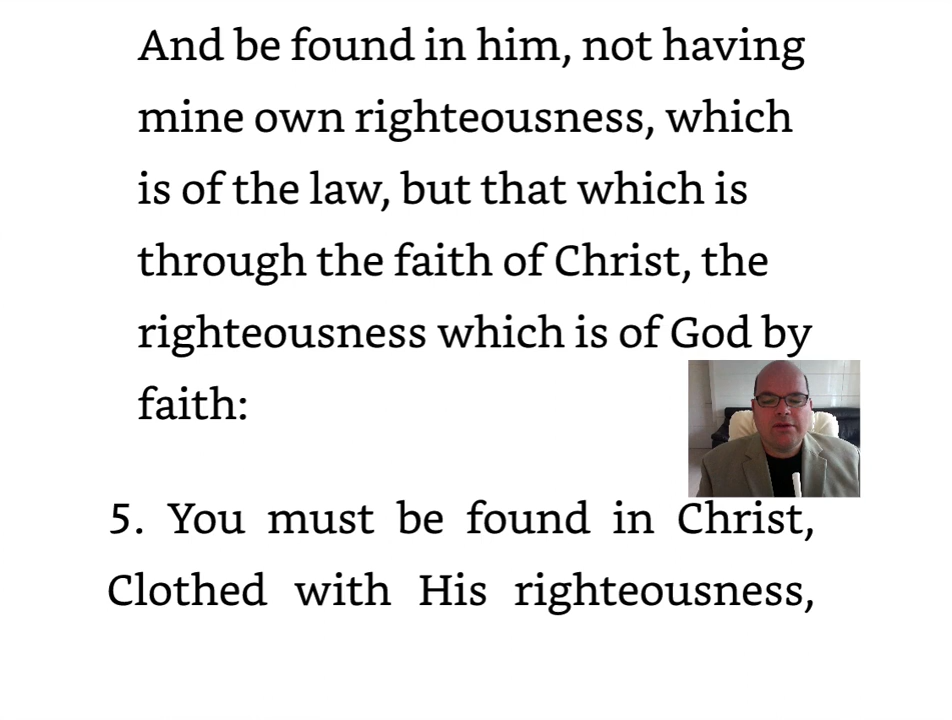 And be found in him, not having
mine own righteousness, which
is of the law, but that which is
through the faith of Christ, the
righteousness which is of God by
faith:
5. You must be found in Christ,
Clothed with His righteousness,